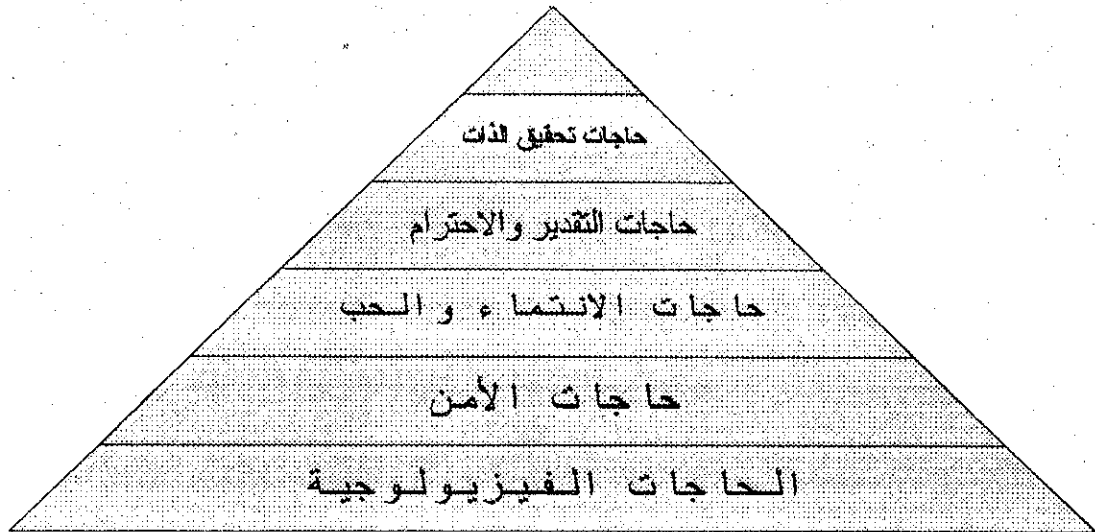 حاجات تحقيق الذات
حاجات التقدير والاحترام
حاجات الانتماء والحب
حاجات الأمن
الحاجات الفيزيولوجية